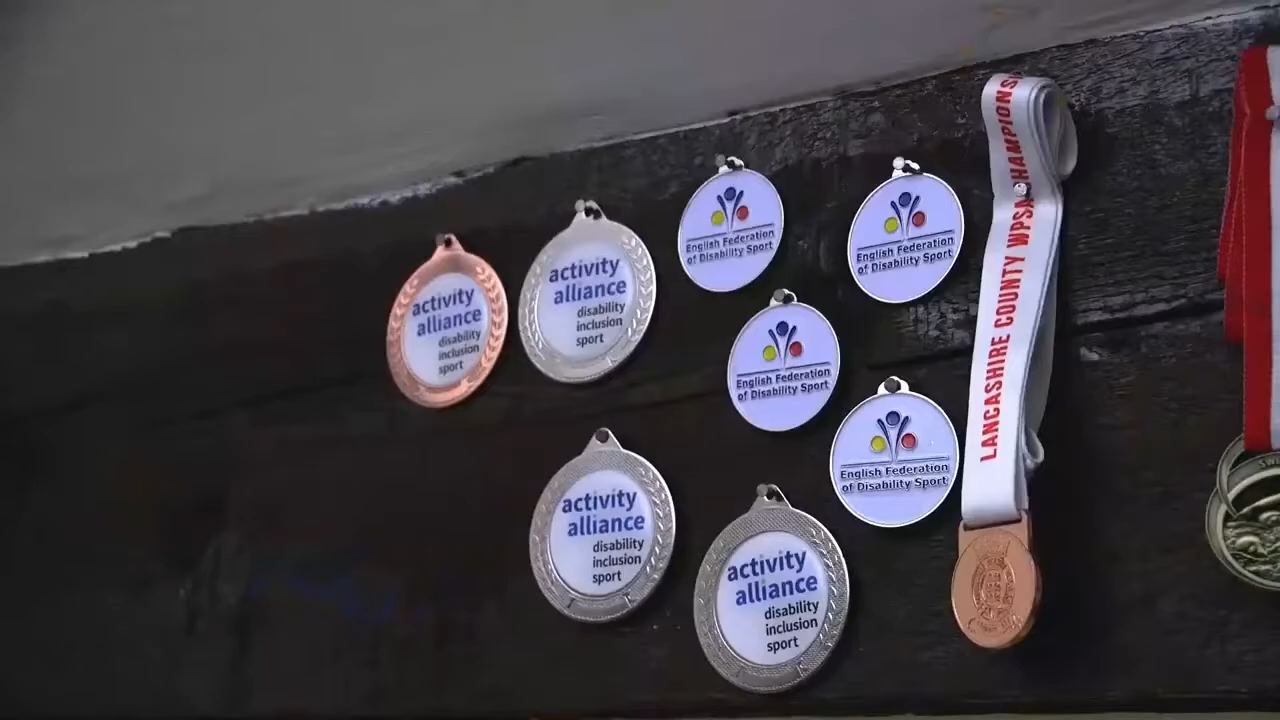 activity
alliance
disability
inclusion
sport
activity
alliance
disability
inclusion
sport
English Federation
of Disability Sport
English Federation
of Disability Sport
English Federation
of Disability Sport
English Federation
of Disability Sport
activity
alliance
disability
inclusion
sport
activity
alliance
disability
inclusion
sport
LANCASHIRE COUNTY WPSA